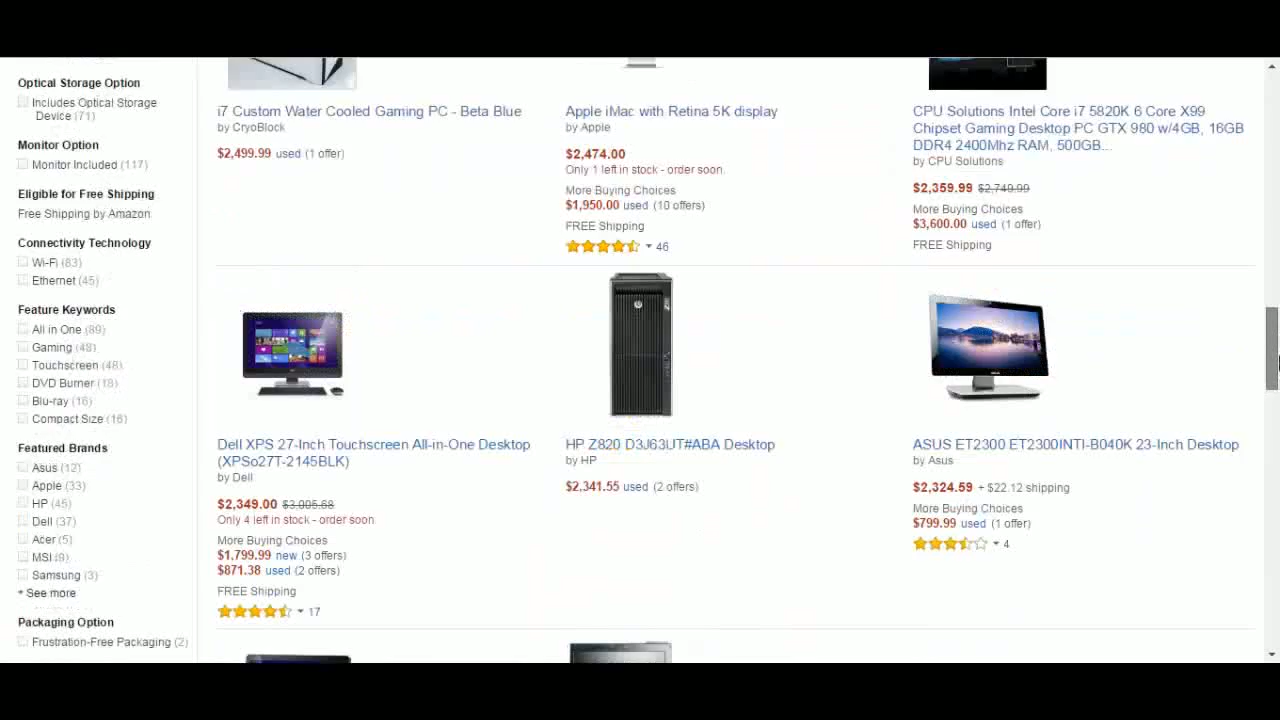 Optical Storage Option
Includes Optical Storage
Device (71)
Monitor Option
Monitor Included (117)
Eligible for Free Shipping
Free Shipping by Amazon
Connectivity Technology
Wi-Fi (83)
Ethernet (45)
Feature Keywords
All in One (89)
Gaming (48)
Touchscreen (48)
DVD Burner (18)
Blu-ray (16)
Compact Size (16)
Featured Brands
Asus (12)
Apple (33)
HP (45)
Dell (37)
Acer (5)
MSI (9)
Samsung (3)
See more
Packaging Option
Frustration-Free Packaging (2)
i7 Custom Water Cooled Gaming PC - Beta Blue
by CryoBlock
$2,499.99 used (1 offer)
Apple iMac with Retina 5K display
by Apple
$2,474.00
Only 1 left in stock - order soon.
More Buying Choices
$1,950.00 used (10 offers)
FREE Shipping
46
CPU Solutions Intel Core i7 5820K 6 Core X99
Chipset Gaming Desktop PC GTX 980 w/4GB, 16GB
DDR4 2400Mhz RAM, 500GB...
by CPU Solutions
$2,359.99 $2,749.99
More Buying Choices
$3,600.00 used (1 offer)
FREE Shipping
Dell XPS 27-Inch Touchscreen All-in-One Desktop
(XPSo27T-2145BLK)
by Dell
$2,349.00 $3,005.68
Only 4 left in stock - order soon
More Buying Choices
$1,799.99 new (3 offers)
$871.38 used (2 offers)
FREE Shipping
17
HP Z820 D3J63UT#ABA Desktop
by HP
$2,341.55 used (2 offers)
ASUS ET2300 ET2300INTI-B040K 23-Inch Desktop
by Asus
$2,324.59 + $22.12 shipping
More Buying Choices
$799.99 used (1 offer)
4